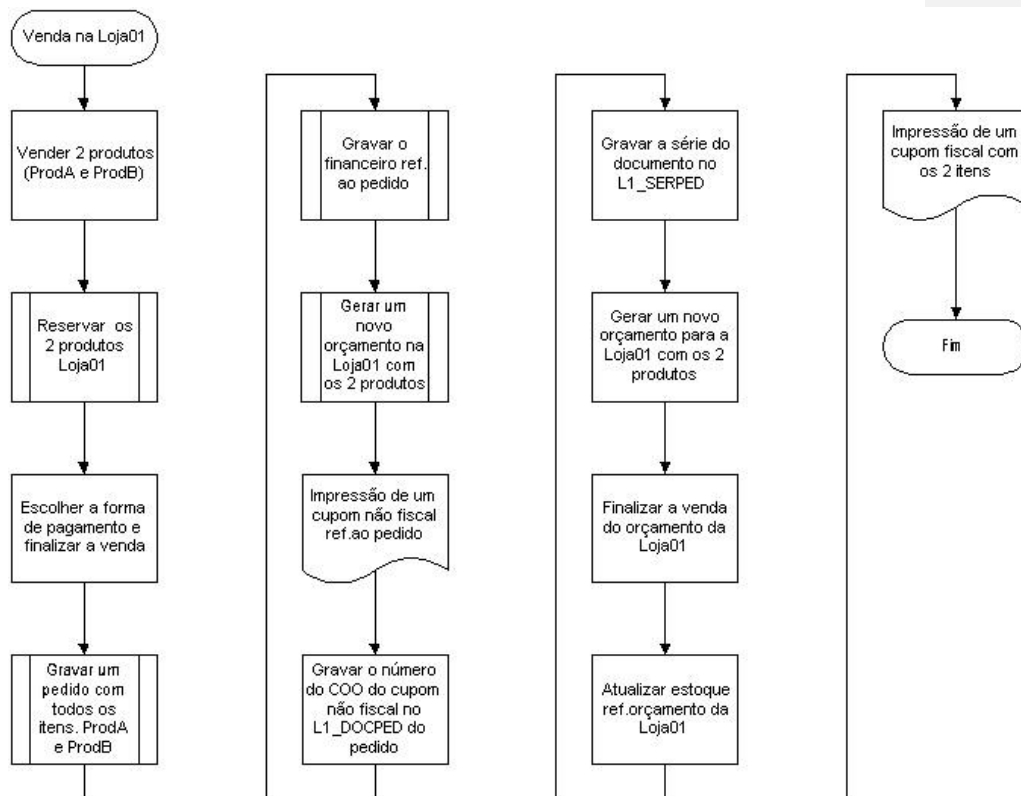 Venda na Loja01
Vender 2 produtos
(ProdA e ProdB)
Reservar os
2 produtos
Loja01
Escolher a forma
de pagamento e
finalizar a venda
Gravar um
pedido com
todos os
itens. ProdA
e ProdB
Gravar o
financeiro ref.
ao pedido
Gerar um
novo
orçamento na
Loja01 com
os 2 produtos
Impressão de um
cupom não fiscal
ref.ao pedido
Gravar o número
do COO do cupom
não fiscal no
L1_DOCPED do
pedido
Gravar a série do
documento no
L1_SERPED
Gerar um novo
orçamento para a
Loja01 com os 2
produtos
Finalizar a venda
do orçamento da
Loja01
Atualizar estoque
ref.orçamento da
Loja01
Impressão de um
cupom fiscal com
os 2 itens
Fim